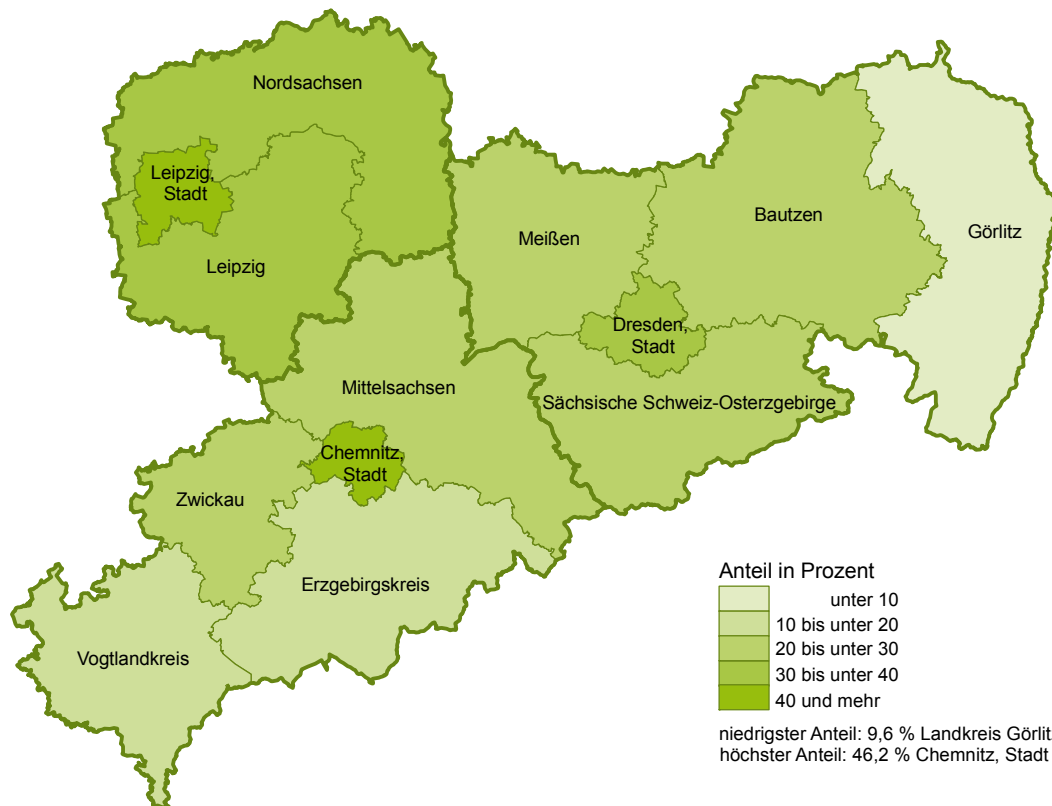 Nordsachsen
Leipzig,
Stadt
Leipzig
Meißen
Bautzen
Görlitz
Dresden,
Stadt
Mittelsachsen
Sächsische Schweiz-Osterzgebirge
Chemnitz,
Stadt
Zwickau
Erzgebirgskreis
Vogtlandkreis
Anteil in Prozent
unter 10
10 bis unter 20
20 bis unter 30
30 bis unter 40
40 und mehr
niedrigster Anteil: 9,6 % Landkreis Görlit
höchster Anteil: 46,2 % Chemnitz, Stadt